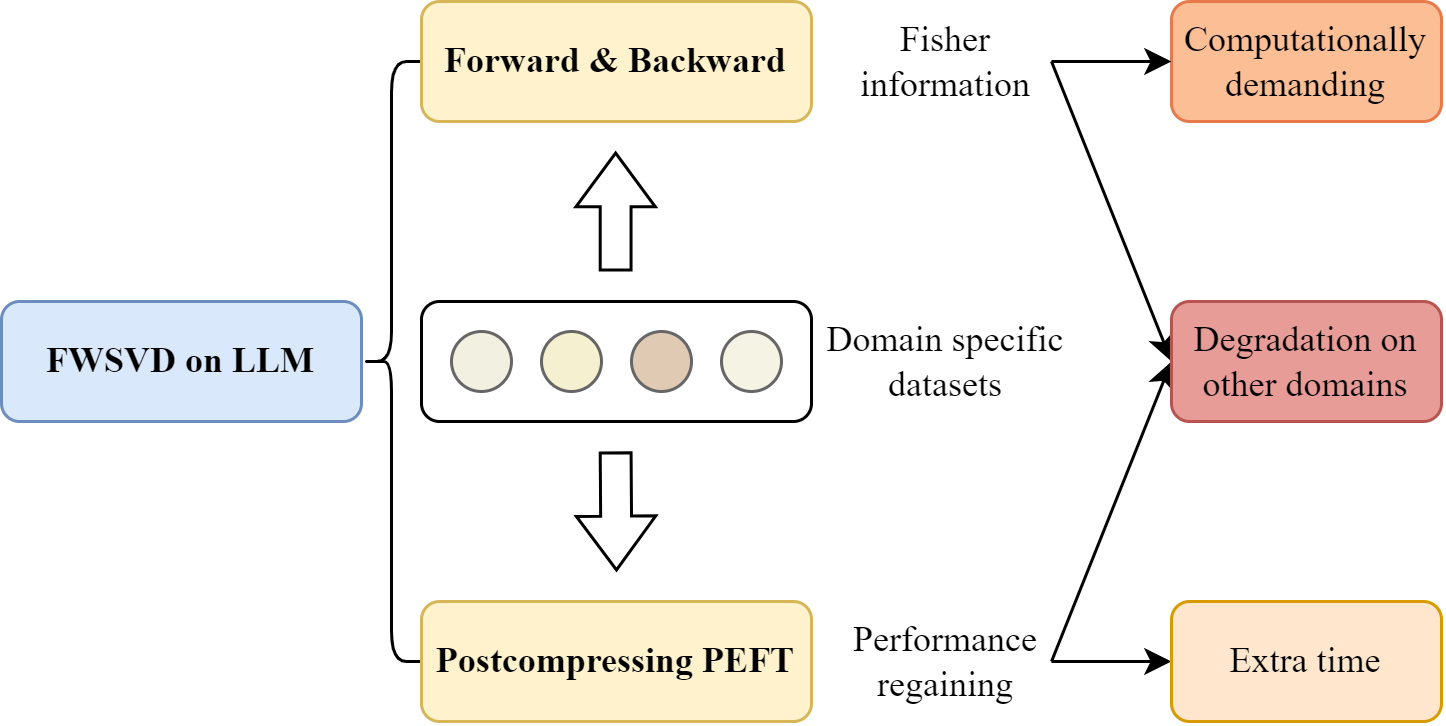 Forward & Backward
Fisher
information
Computationally
demanding
FWSVD on LLM
Domain specific
datasets
Degradation on
other domains
Postcompressing PEFT
Performance
regaining
Extra time